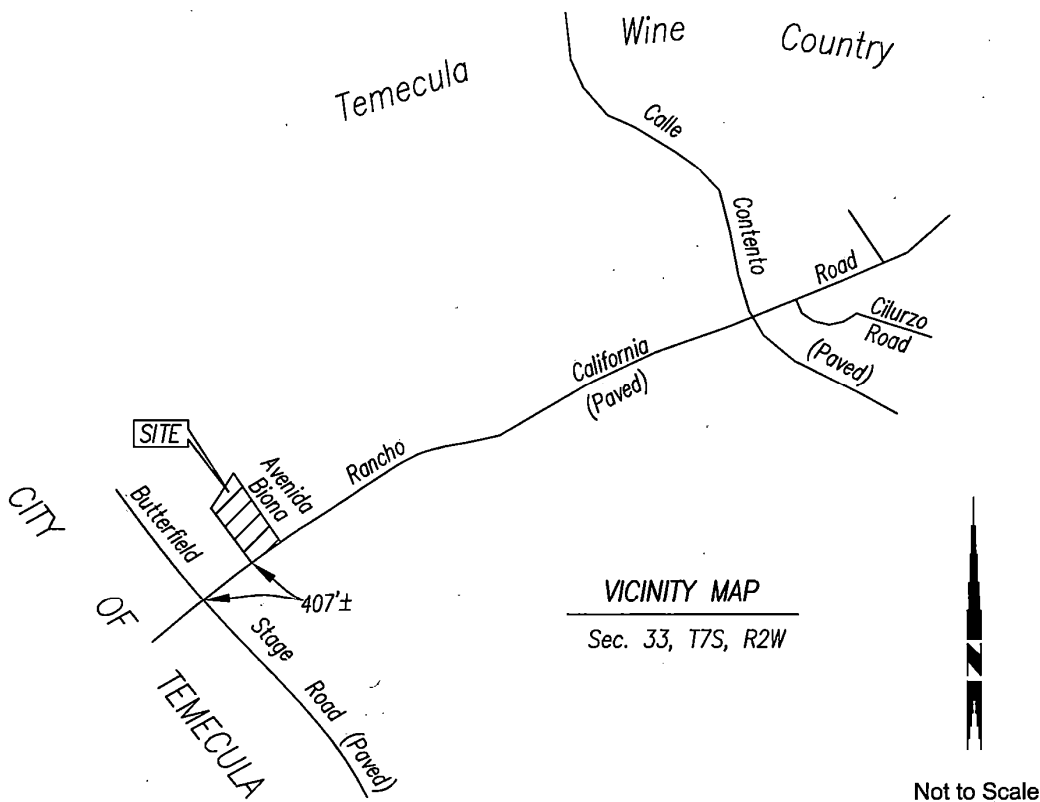 Temecula
Wine
Country
Calle
Contento
Road
Cilurzo
Road
(Paved)
California
(Paved)
Rancho
SITE
Avenida
Biona
Butterfield
CITY
OF
TEMECULA
407'±
Stage
Road
(Paved)
VICINITY MAP
Sec. 33, T7S, R2W
N
Not to Scale